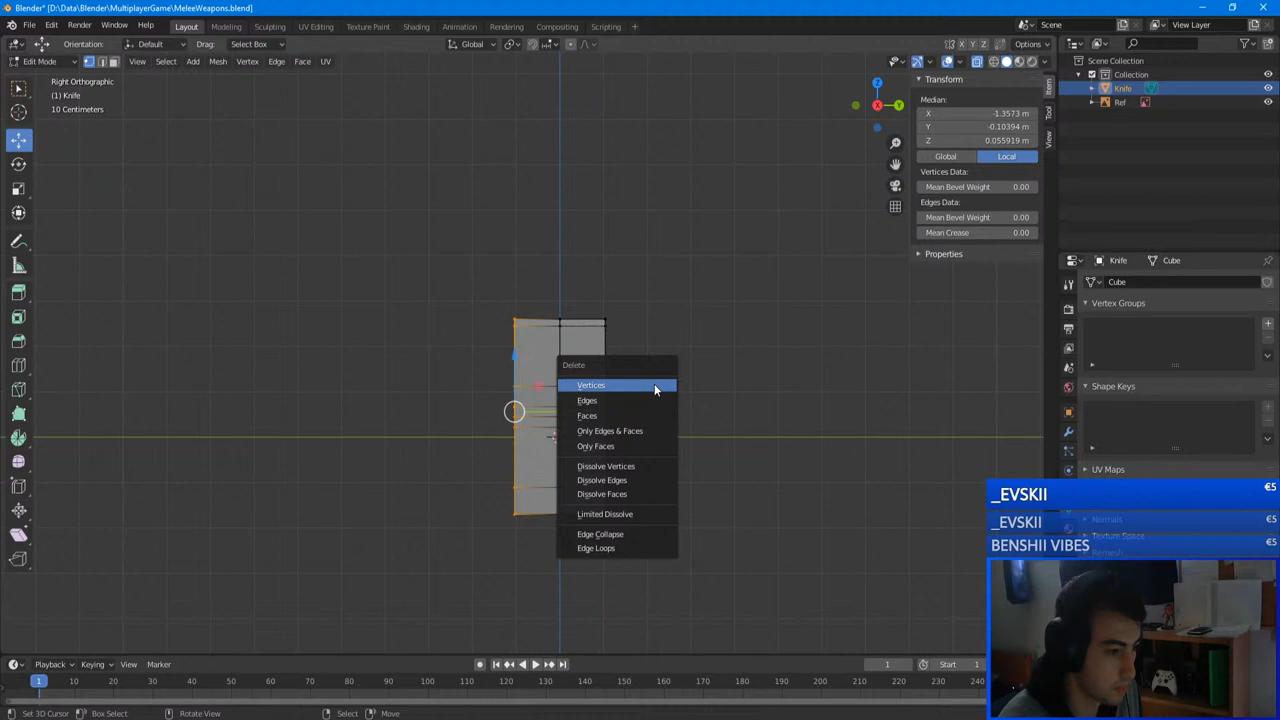 Blender* [D:\Data\Blender\MultiplayerGame\MeleeWeapons.blend]
File Edit Render Window Help Layout Modeling Sculpting UV Editing Texture Paint Shading Animation Rendering Compositing Scripting + Scene View Layer
Orientation: Default Drag: Select Box Global X Y Z Options
Edit Mode View Select Add Mesh Vertex Edge Face UV
Right Orthographic
(1) Knife
10 Centimeters
Z
X
Y
Transform
Median:
X -1.3573 m
Y -0.10394 m
Z 0.055919 m
Global Local
Vertices Data:
Mean Bevel Weight 0.00
Edges Data:
Mean Bevel Weight 0.00
Mean Crease 0.00
Properties
Item
Tool
View
Scene Collection
Collection
Knife
Ref
Knife Cube
Cube
Vertex Groups
Shape Keys
UV Maps
Normals
Texture Space
Remesh
Delete
Vertices
Edges
Faces
Only Edges & Faces
Only Faces
Dissolve Vertices
Dissolve Edges
Dissolve Faces
Limited Dissolve
Edge Collapse
Edge Loops
_EVSKII €5
_EVSKII €5
BENSHII VIBES €5
Playback Keying View Marker 1 Start 1
1 10 20 30 40 50 60 70 80 90 100 110 120 130 140 150 160 170 180 190 200 210 220
Set 3D Cursor Box Select Rotate View Select Move